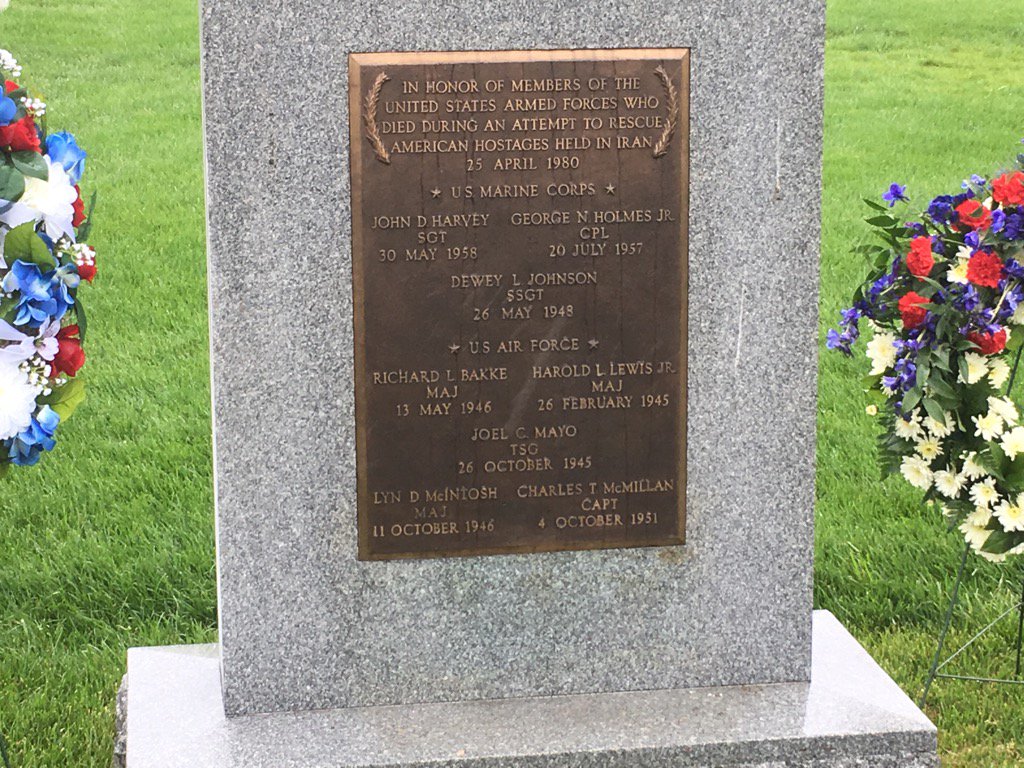 IN HONOR OF MEMBERS OF THE
UNITED STATES ARMED FORCES WHO
DIED DURING AN ATTEMPT TO RESCUE
AMERICAN HOSTAGES HELD IN IRAN
25 APRIL 1980
★ U.S. MARINE CORPS ★
JOHN D. HARVEY GEORGE N. HOLMES JR.
SGT CPL
30 MAY 1958 20 JULY 1957
DEWEY L. JOHNSON
SSGT
26 MAY 1948
★ U.S. AIR FORCE ★
RICHARD L. BAKKE HAROLD L. LEWIS JR.
MAJ MAJ
13 MAY 1946 26 FEBRUARY 1945
JOEL C. MAYO
TSG
26 OCTOBER 1945
LYN D. McINTOSH CHARLES T. McMILLAN
MAJ CAPT
11 OCTOBER 1946 4 OCTOBER 1951